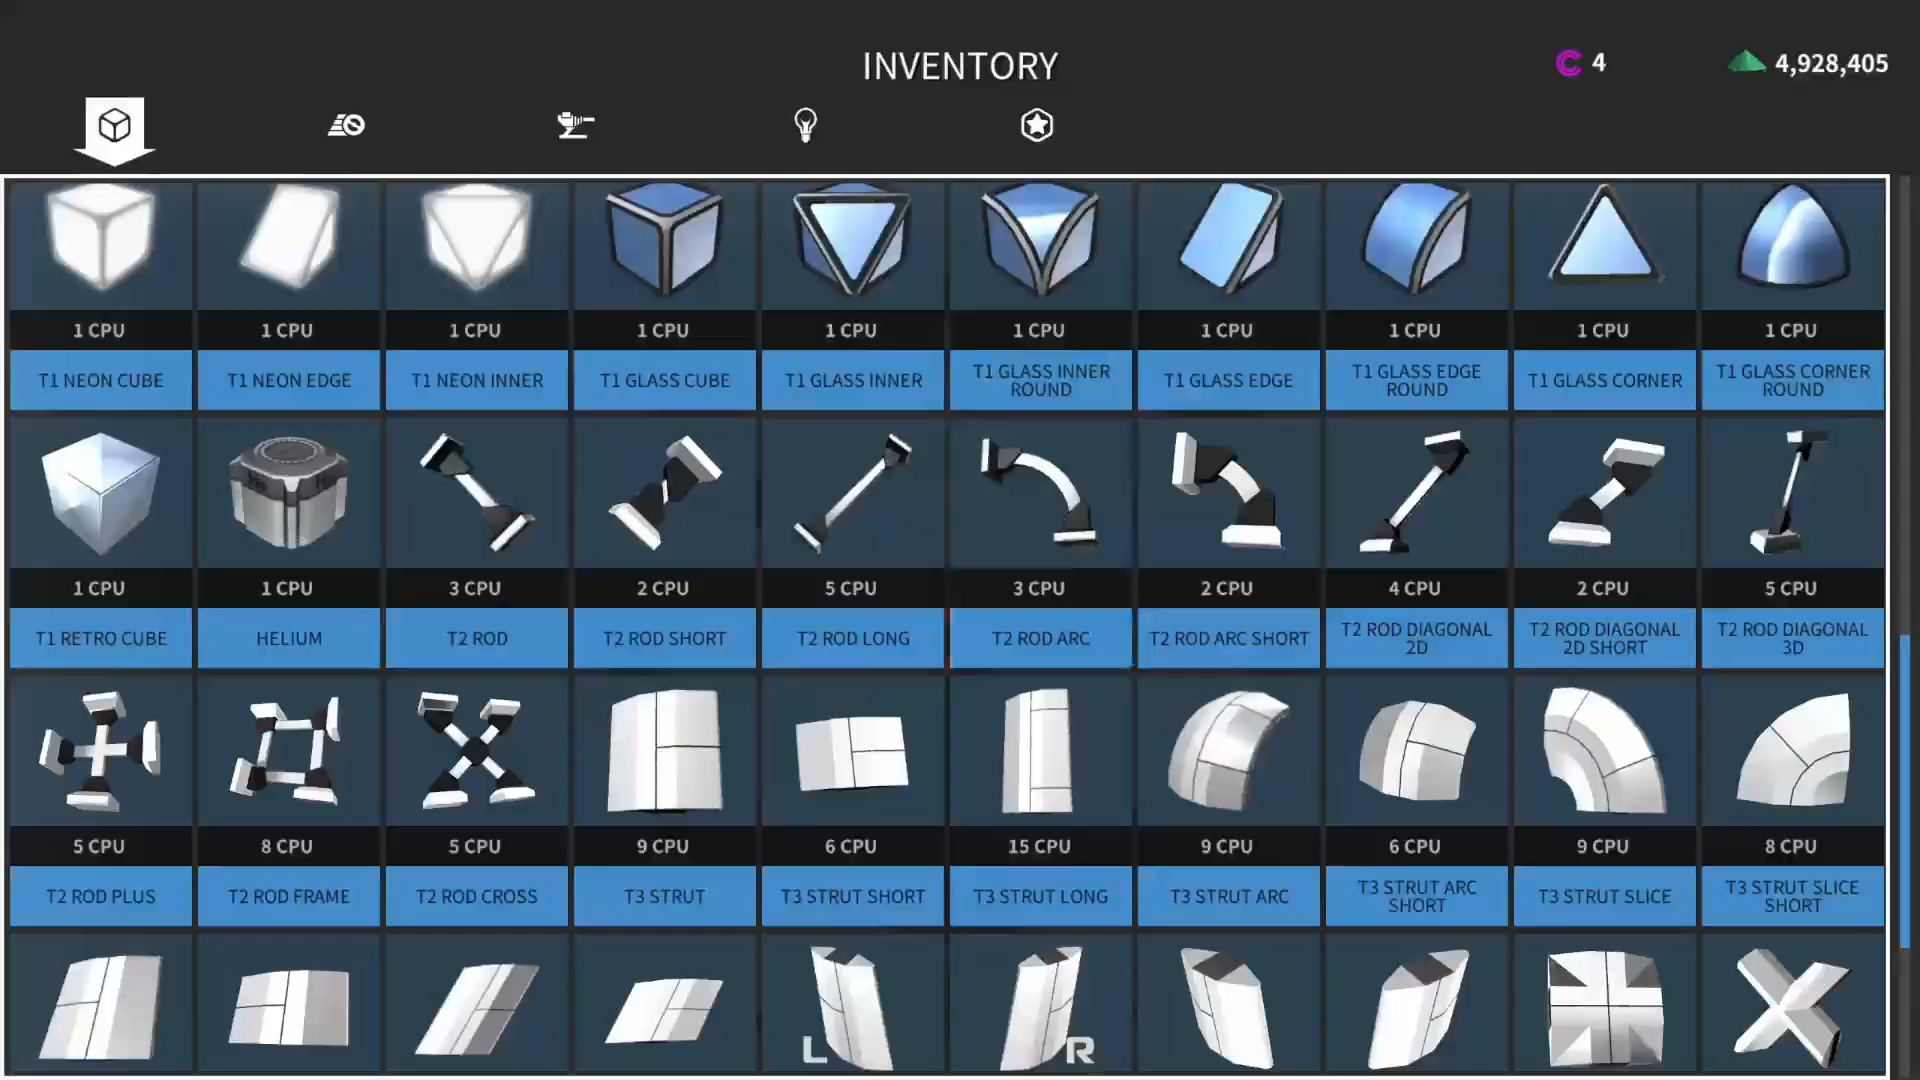 INVENTORY
4
4,928,405
1 CPU
1 CPU
1 CPU
1 CPU
1 CPU
1 CPU
1 CPU
1 CPU
1 CPU
1 CPU
T1 NEON CUBE
T1 NEON EDGE
T1 NEON INNER
T1 GLASS CUBE
T1 GLASS INNER
T1 GLASS INNER
ROUND
T1 GLASS EDGE
T1 GLASS EDGE
ROUND
T1 GLASS CORNER
T1 GLASS CORNER
ROUND
1 CPU
1 CPU
3 CPU
2 CPU
5 CPU
3 CPU
2 CPU
4 CPU
2 CPU
5 CPU
T1 RETRO CUBE
HELIUM
T2 ROD
T2 ROD SHORT
T2 ROD LONG
T2 ROD ARC
T2 ROD ARC SHORT
T2 ROD DIAGONAL
2D
T2 ROD DIAGONAL
2D SHORT
T2 ROD DIAGONAL
3D
5 CPU
8 CPU
5 CPU
9 CPU
6 CPU
15 CPU
9 CPU
6 CPU
9 CPU
8 CPU
T2 ROD PLUS
T2 ROD FRAME
T2 ROD CROSS
T3 STRUT
T3 STRUT SHORT
T3 STRUT LONG
T3 STRUT ARC
T3 STRUT ARC
SHORT
T3 STRUT SLICE
T3 STRUT SLICE
SHORT
L
R